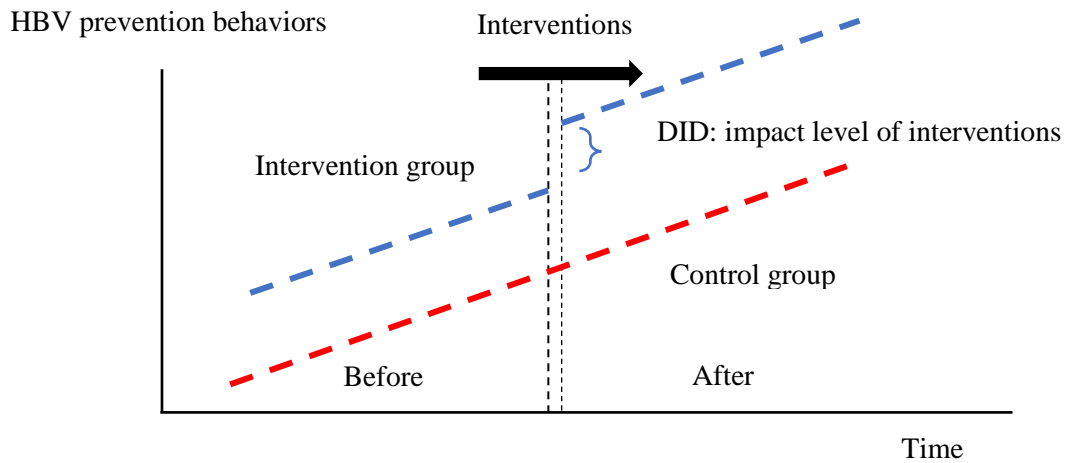 HBV prevention behaviors
Interventions
DID: impact level of interventions
Intervention group
Control group
Before
After
Time